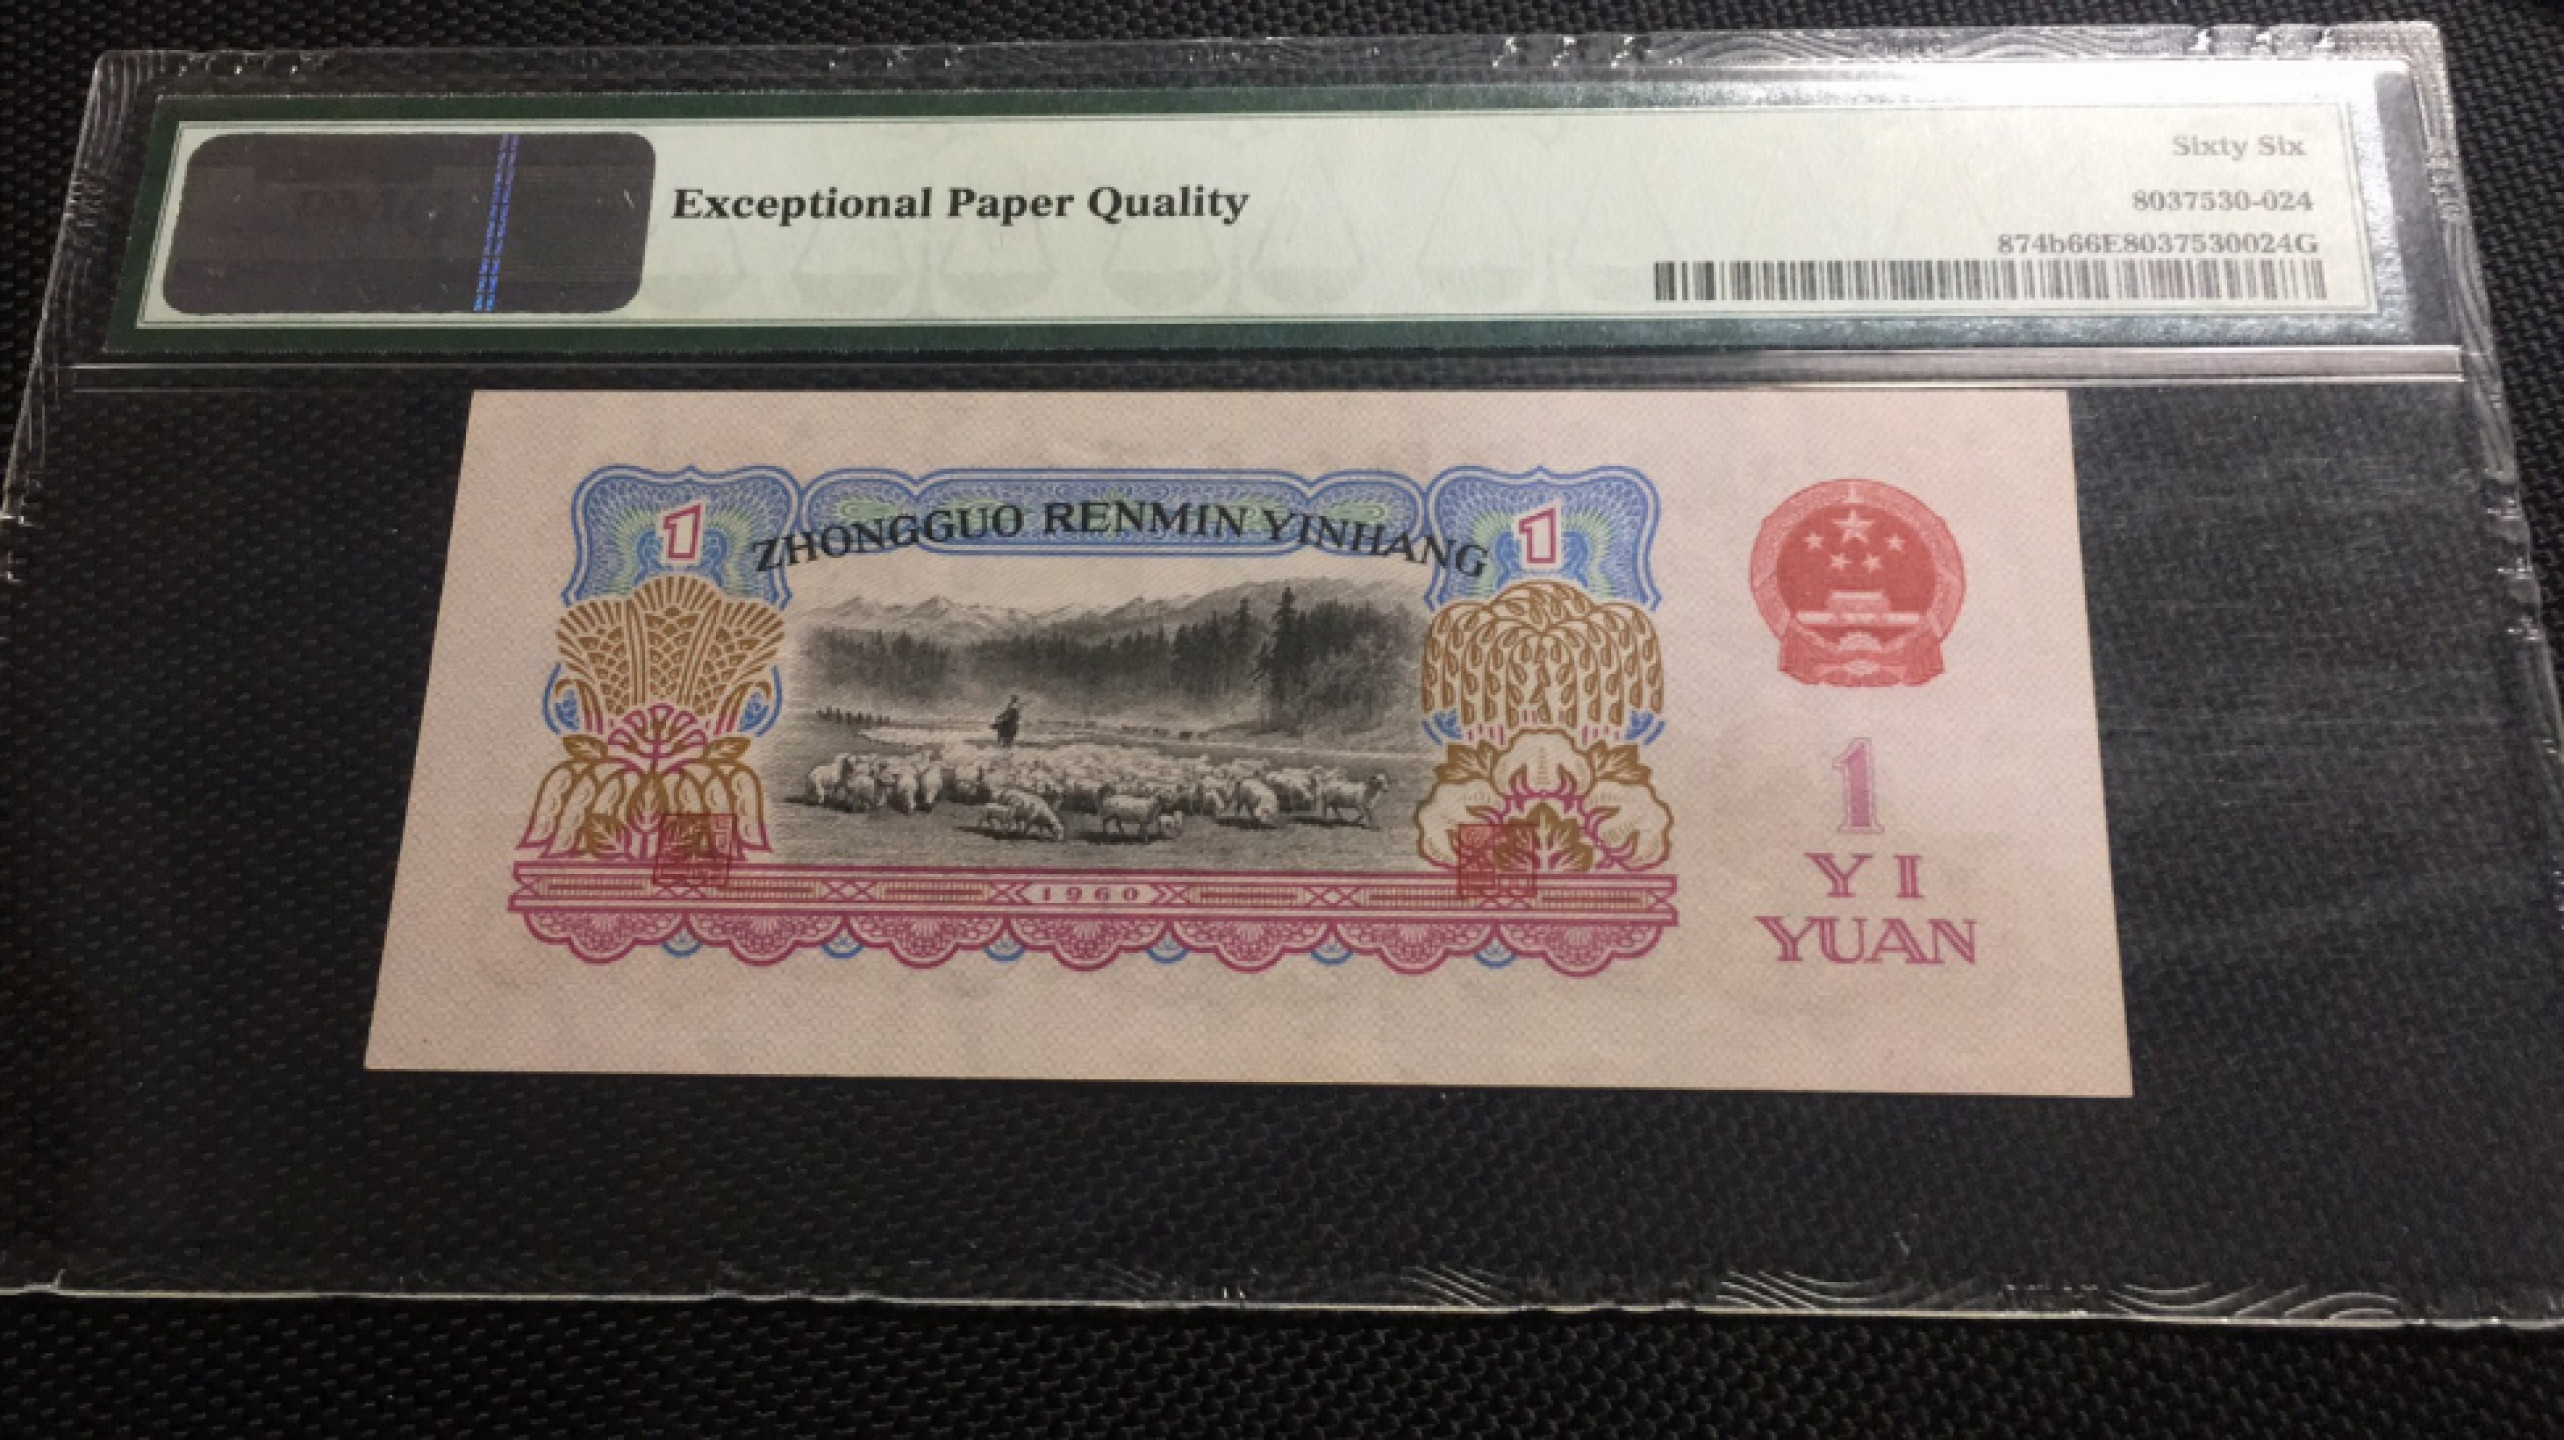 Exceptional Paper Quality
Sixty Six
8037530-024
874b66E8037530024G
1
ZHONGGUO RENMIN YINHANG
1
1960
1
YI
YUAN